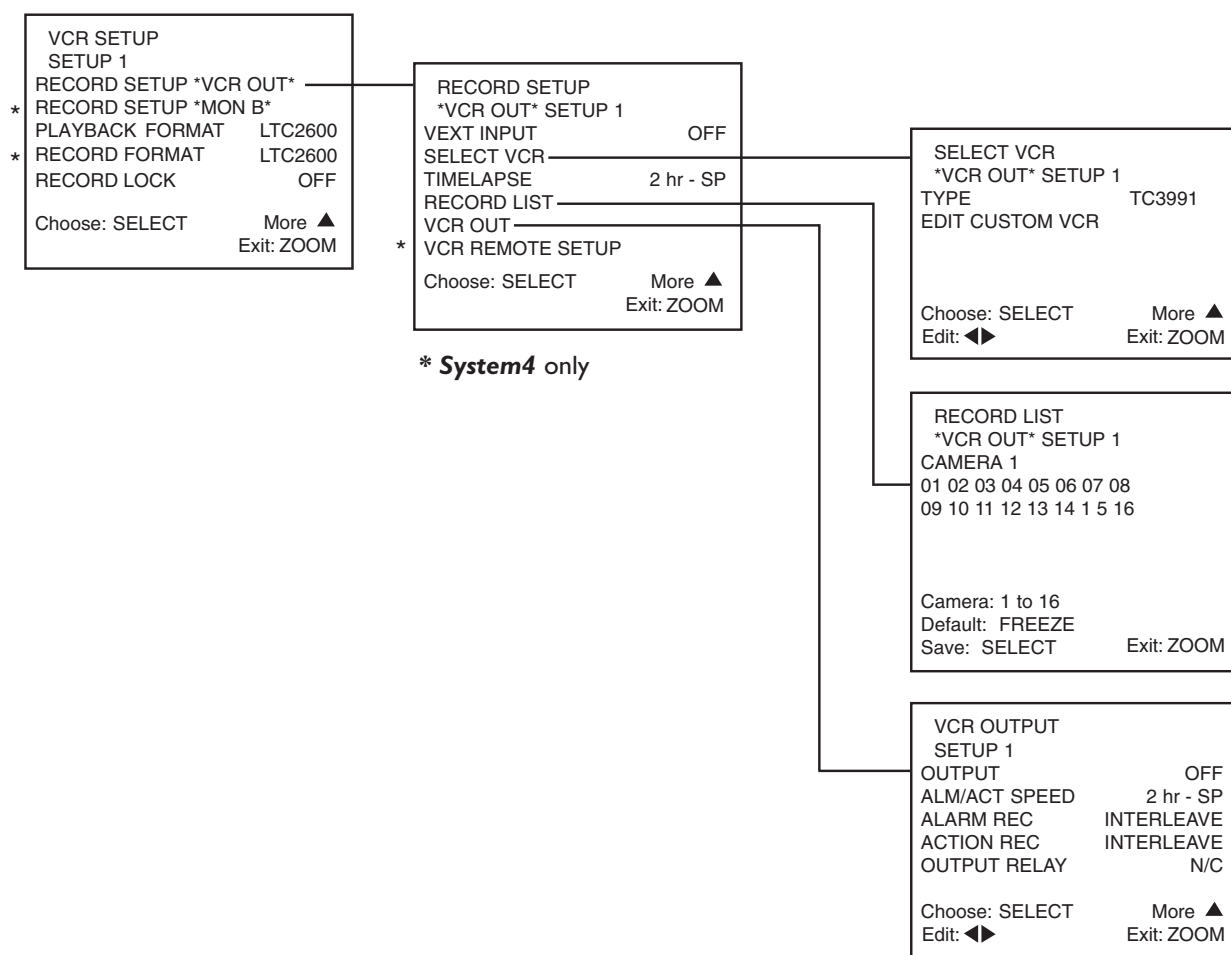 VCR SETUP
SETUP 1
RECORD SETUP *VCR OUT*
* RECORD SETUP *MON B*
PLAYBACK FORMAT LTC2600
* RECORD FORMAT LTC2600
RECORD LOCK OFF
Choose: SELECT More ▲
Exit: ZOOM
RECORD SETUP
*VCR OUT* SETUP 1
VEXT INPUT OFF
SELECT VCR
TIMELAPSE 2 hr - SP
RECORD LIST
VCR OUT
* VCR REMOTE SETUP
Choose: SELECT More ▲
Exit: ZOOM
* System4 only
SELECT VCR
*VCR OUT* SETUP 1
TYPE TC3991
EDIT CUSTOM VCR
Choose: SELECT More ▲
Edit: ◀▶ Exit: ZOOM
RECORD LIST
*VCR OUT* SETUP 1
CAMERA 1
01 02 03 04 05 06 07 08
09 10 11 12 13 14 1 5 16
Camera: 1 to 16
Default: FREEZE
Save: SELECT Exit: ZOOM
VCR OUTPUT
SETUP 1
OUTPUT OFF
ALM/ACT SPEED 2 hr - SP
ALARM REC INTERLEAVE
ACTION REC INTERLEAVE
OUTPUT RELAY N/C
Choose: SELECT More ▲
Edit: ◀▶ Exit: ZOOM